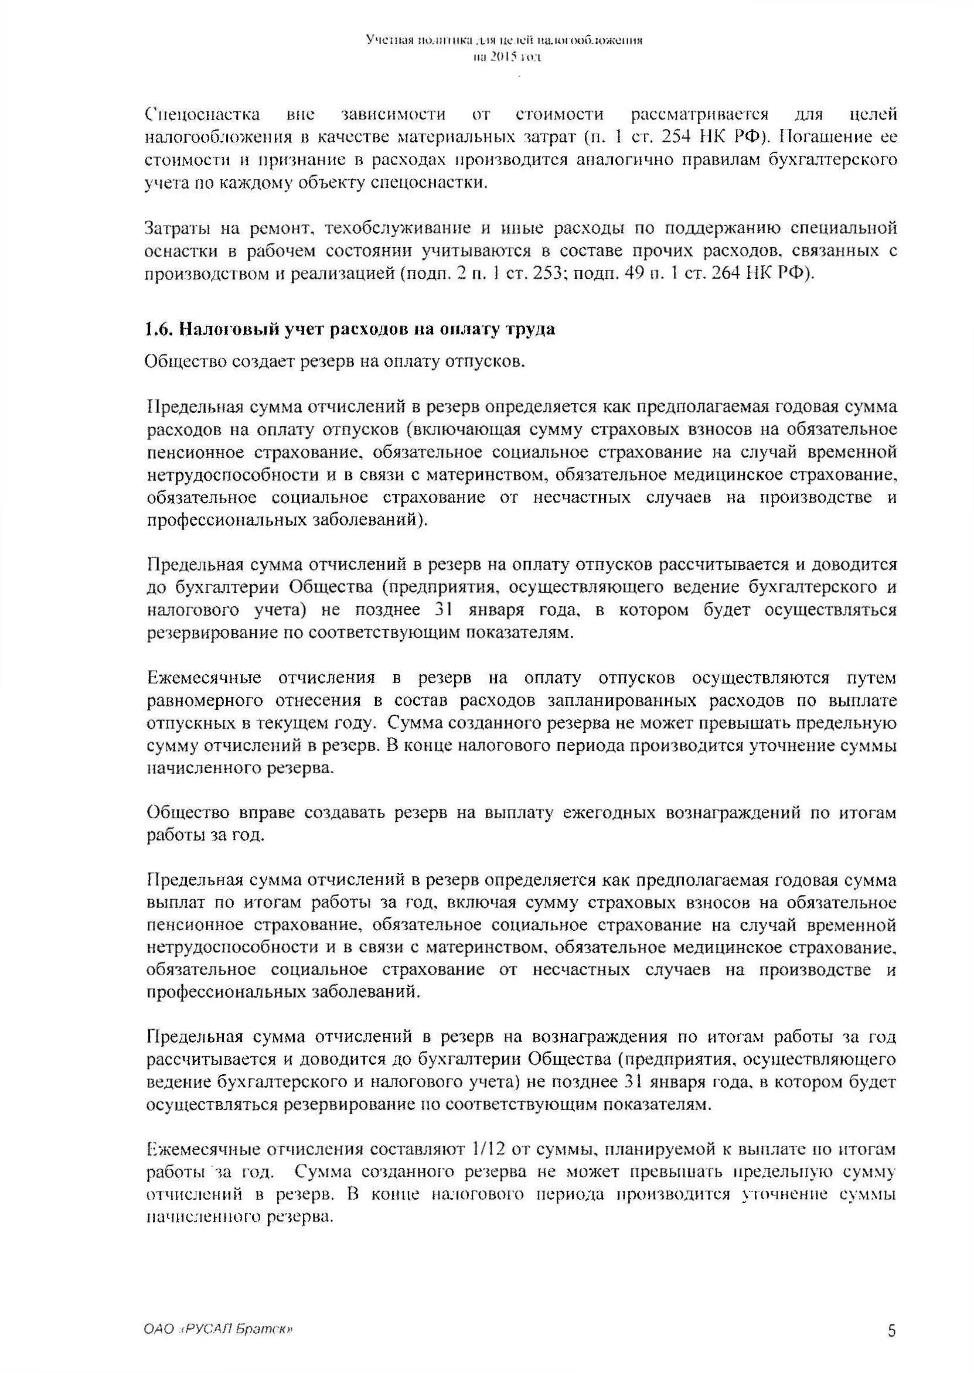 Учетная политика для целей налогообложения
на 2015 год
Спецоснастка вне зависимости от стоимости рассматривается для целей
налогообложения в качестве материальных затрат (п. 1 ст. 254 НК РФ). Погашение ее
стоимости и признание в расходах производится аналогично правилам бухгалтерского
учета по каждому объекту спецоснастки.
Затраты на ремонт, техобслуживание и иные расходы по поддержанию специальной
оснастки в рабочем состоянии учитываются в составе прочих расходов, связанных с
производством и реализацией (подп. 2 п. 1 ст. 253; подп. 49 п. 1 ст. 264 НК РФ).
1.6. Налоговый учет расходов на оплату труда
Общество создает резерв на оплату отпусков.
Предельная сумма отчислений в резерв определяется как предполагаемая годовая сумма
расходов на оплату отпусков (включающая сумму страховых взносов на обязательное
пенсионное страхование, обязательное социальное страхование на случай временной
нетрудоспособности и в связи с материнством, обязательное медицинское страхование,
обязательное социальное страхование от несчастных случаев на производстве и
профессиональных заболеваний).
Предельная сумма отчислений в резерв на оплату отпусков рассчитывается и доводится
до бухгалтерии Общества (предприятия, осуществляющего ведение бухгалтерского и
налогового учета) не позднее 31 января года, в котором будет осуществляться
резервирование по соответствующим показателям.
Ежемесячные отчисления в резерв на оплату отпусков осуществляются путем
равномерного отнесения в состав расходов запланированных расходов по выплате
отпускных в текущем году. Сумма созданного резерва не может превышать предельную
сумму отчислений в резерв. В конце налогового периода производится уточнение суммы
начисленного резерва.
Общество вправе создавать резерв на выплату ежегодных вознаграждений по итогам
работы за год.
Предельная сумма отчислений в резерв определяется как предполагаемая годовая сумма
выплат по итогам работы за год, включая сумму страховых взносов на обязательное
пенсионное страхование, обязательное социальное страхование на случай временной
нетрудоспособности и в связи с материнством, обязательное медицинское страхование,
обязательное социальное страхование от несчастных случаев на производстве и
профессиональных заболеваний.
Предельная сумма отчислений в резерв на вознаграждения по итогам работы за год
рассчитывается и доводится до бухгалтерии Общества (предприятия, осуществляющего
ведение бухгалтерского и налогового учета) не позднее 31 января года, в котором будет
осуществляться резервирование по соответствующим показателям.
Ежемесячные отчисления составляют 1/12 от суммы, планируемой к выплате по итогам
работы за год. Сумма созданного резерва не может превышать предельную сумму
отчислений в резерв. В конце налогового периода производится уточнение суммы
начисленного резерва.
ОАО «РУСАЛ Братск»
5